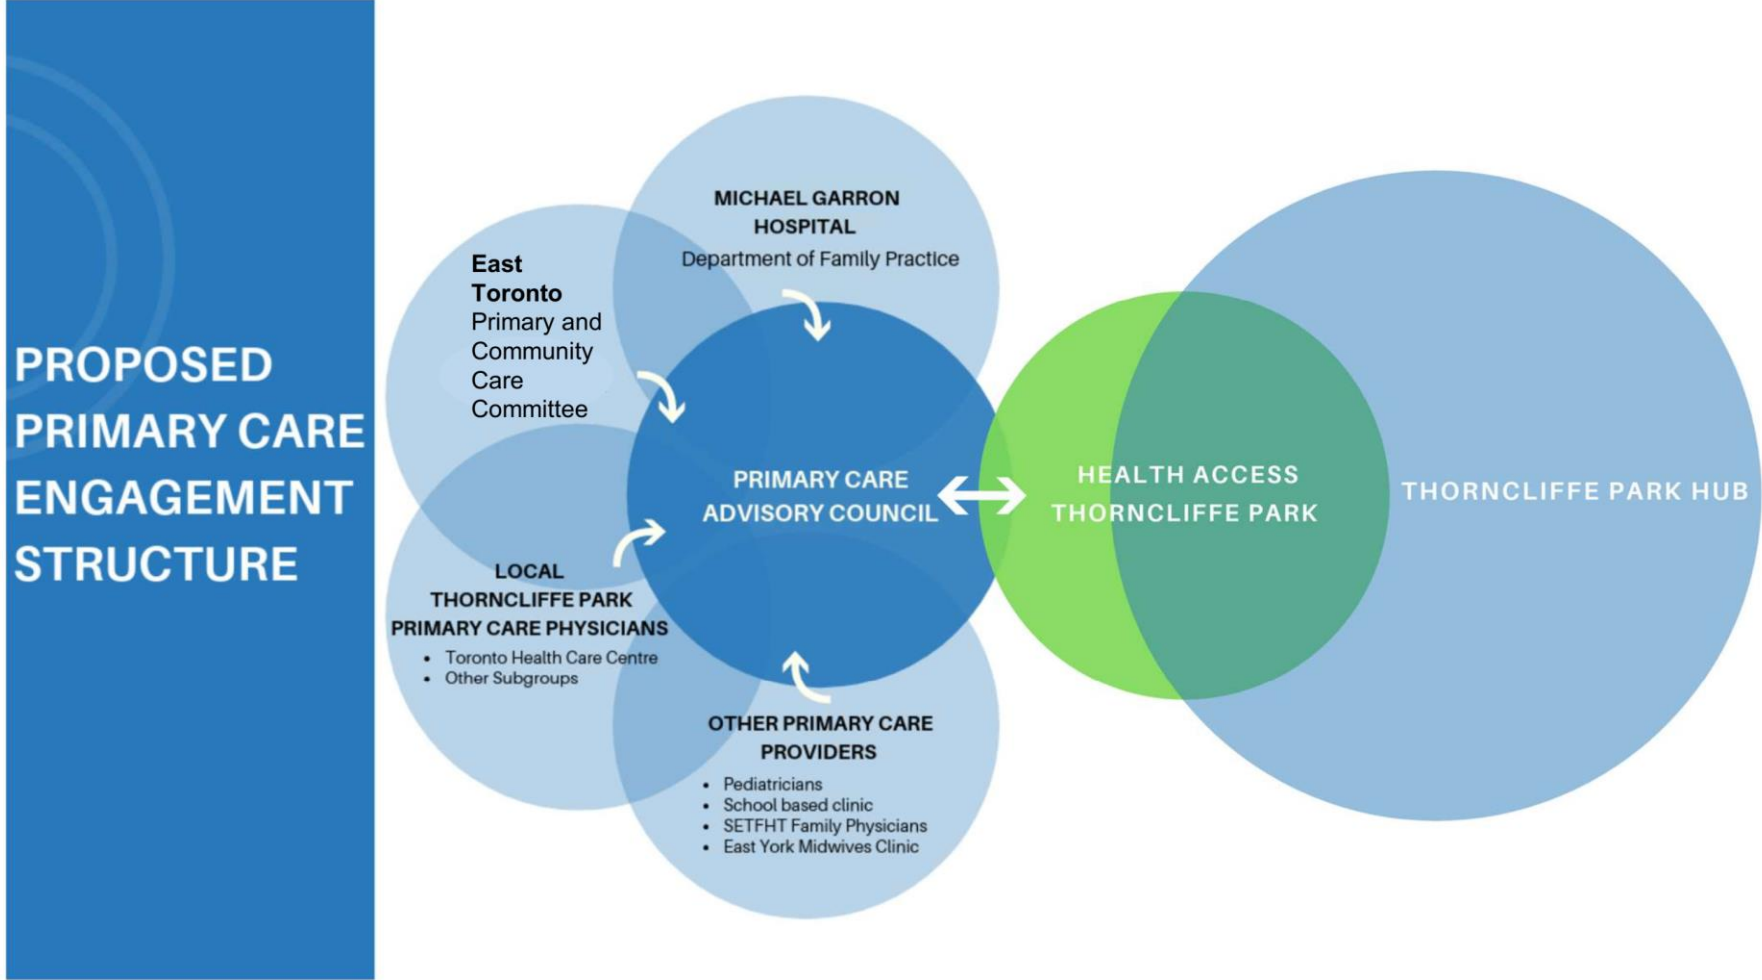 PROPOSED
PRIMARY CARE
ENGAGEMENT
STRUCTURE
MICHAEL GARRON
HOSPITAL
Department of Family Practice
East
Toronto
Primary and
Community
Care
Committee
PRIMARY CARE
ADVISORY COUNCIL
HEALTH ACCESS
THORNCLIFFE PARK
THORNCLIFFE PARK HUB
LOCAL
THORNCLIFFE PARK
PRIMARY CARE PHYSICIANS
• Toronto Health Care Centre
• Other Subgroups
OTHER PRIMARY CARE
PROVIDERS
• Pediatricians
• School based clinic
• SETFHT Family Physicians
• East York Midwives Clinic